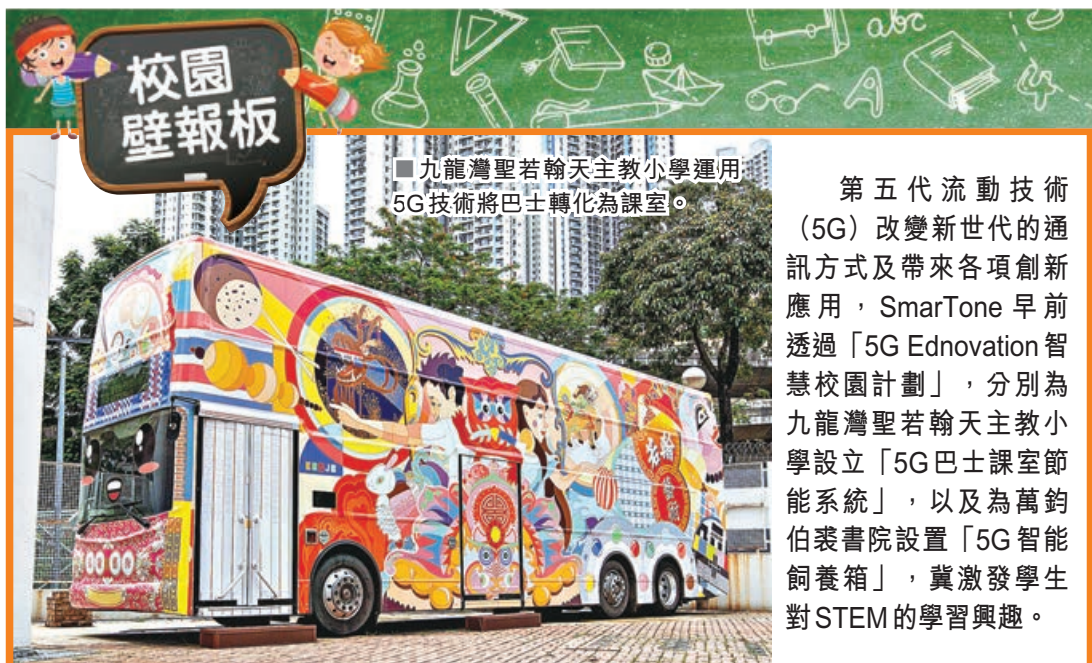 校園
壁報板
abc
A
■九龍灣聖若翰天主教小學運用
5G技術將巴士轉化為課室。
第五代流動技術
（5G）改變新世代的通
訊方式及帶來各項創新
應用，SmarTone早前
透過「5G Ednovation智
慧校園計劃」，分別為
九龍灣聖若翰天主教小
學設立「5G巴士課室節
能系統」，以及為萬鈞
伯裘書院設置「5G智能
飼養箱」，冀激發學生
對STEM的學習興趣。